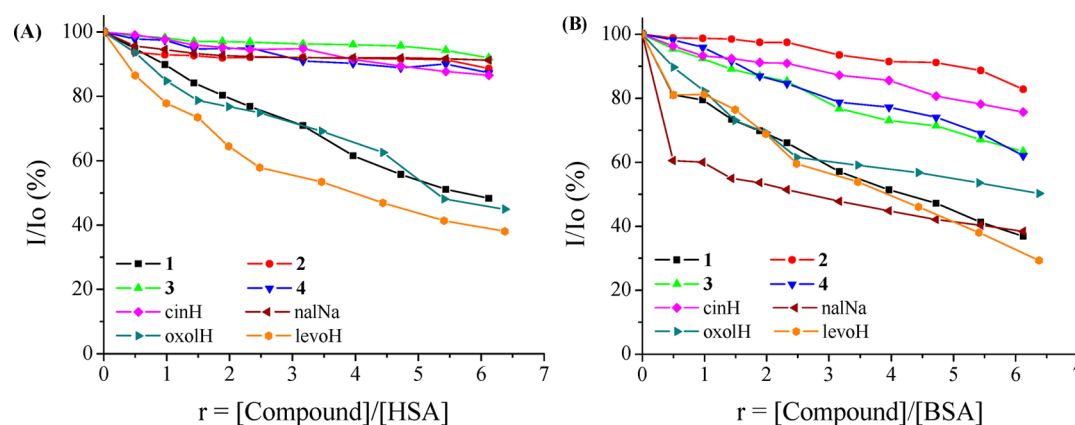 (A)
100
80
60
40
20
0
I/Io (%)
1 2
3 4
cinH nalNa
oxolH levoH
0 1 2 3 4 5 6 7
r = [Compound]/[HSA]
(B)
100
80
60
40
20
0
I/Io (%)
1 2
3 4
cinH nalNa
oxolH levoH
0 1 2 3 4 5 6 7
r = [Compound]/[BSA]